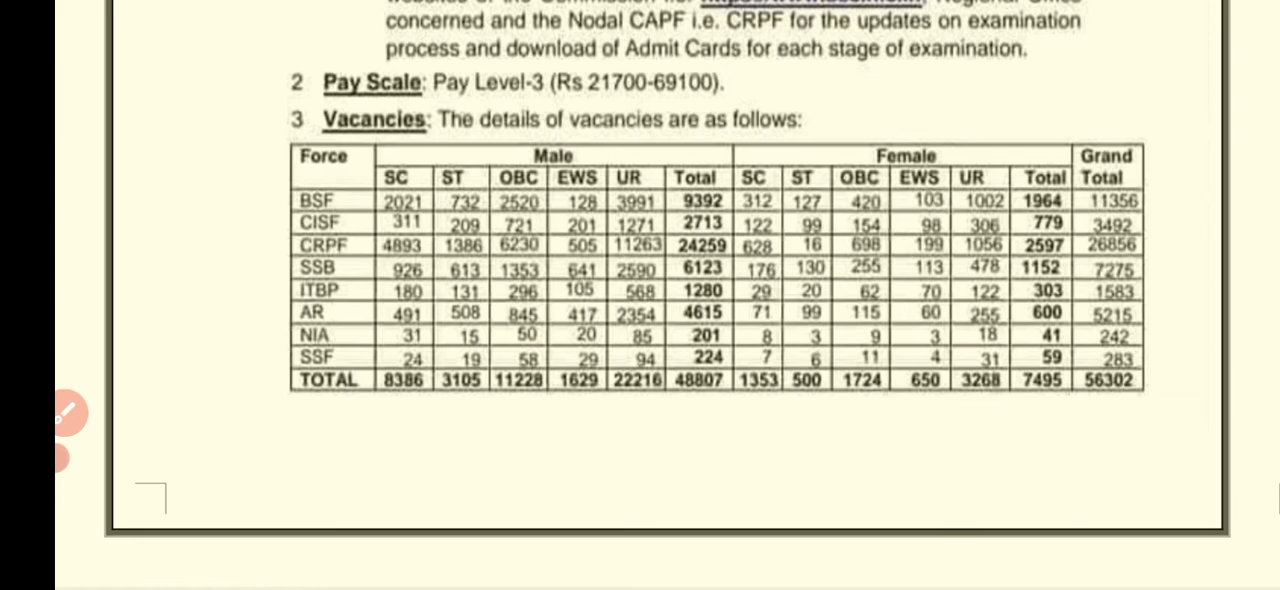 concerned and the Nodal CAPF i.e. CRPF for the updates on examination
process and download of Admit Cards for each stage of examination.
2 Pay Scale: Pay Level-3 (Rs 21700-69100).
3 Vacancies: The details of vacancies are as follows:
Force Male Female Grand
SC ST OBC EWS UR Total SC ST OBC EWS UR Total Total
BSF 2021 732 2520 128 3991 9392 312 127 420 103 1002 1964 11356
CISF 311 209 721 201 1271 2713 122 99 154 98 306 779 3492
CRPF 4893 1386 6230 505 11263 24259 628 16 698 199 1056 2597 26856
SSB 926 613 1353 641 2590 6123 176 130 255 113 478 1152 7275
ITBP 180 131 296 105 568 1280 29 20 62 70 122 303 1583
AR 491 508 845 417 2354 4615 71 99 115 60 255 600 5215
NIA 31 15 50 20 85 201 8 3 9 3 18 41 242
SSF 24 19 58 29 94 224 7 6 11 4 31 59 283
TOTAL 8386 3105 11228 1629 22216 48807 1353 500 1724 650 3268 7495 56302